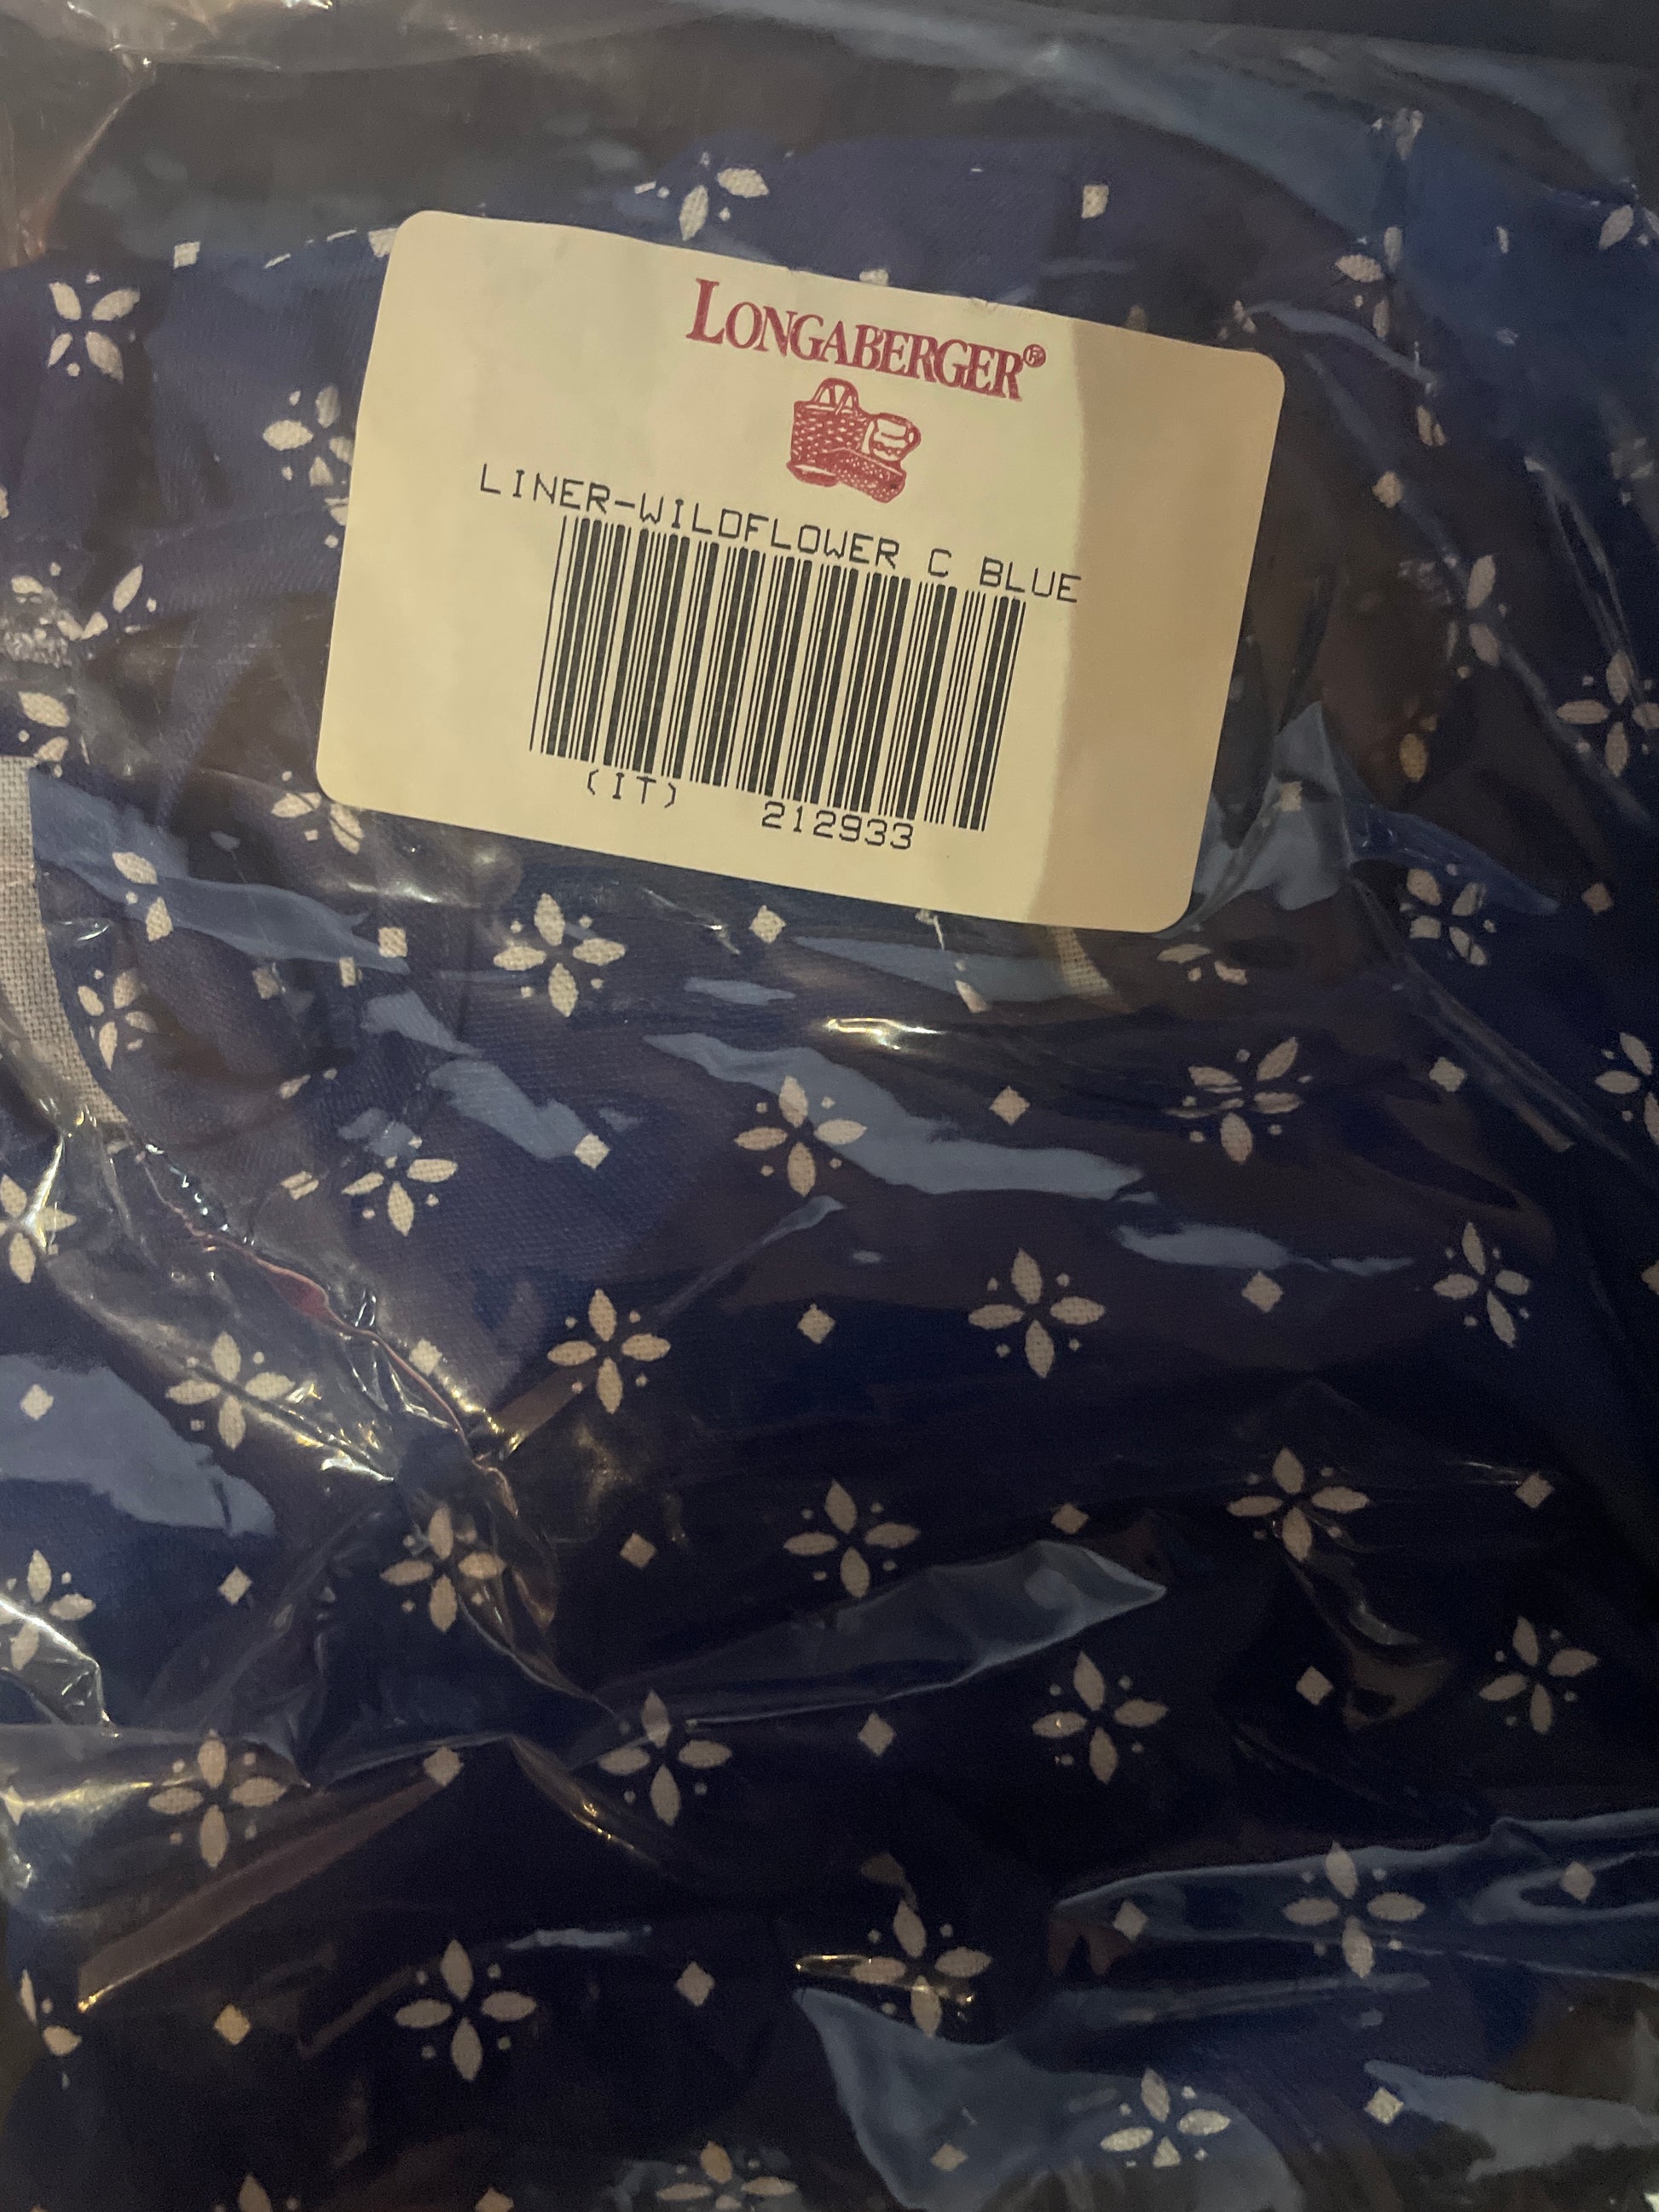 LONGABERGER®
LINER-WILDFLOWER C BLUE
(IT) 212933